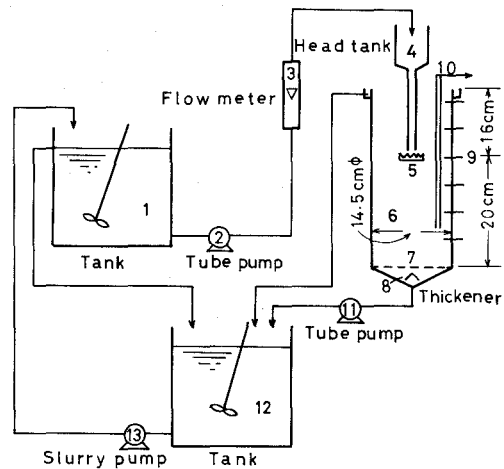 4
Head tank
3
Flow meter
10
16cm
9
5
20cm
14.5cmφ
6
1
2
Tank
Tube pump
7
8
Thickener
11
Tube pump
12
13
Slurry pump
Tank